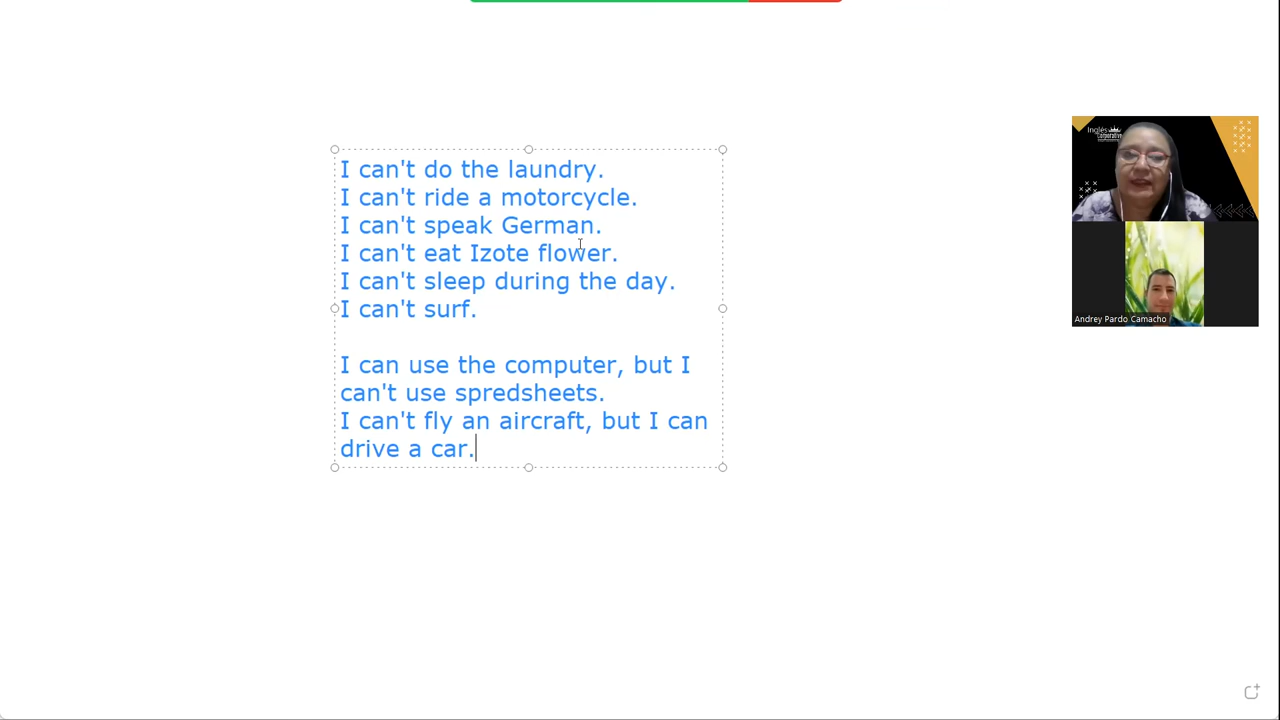 I can't do the laundry.
I can't ride a motorcycle.
I can't speak German.
I can't eat Izote flower.
I can't sleep during the day.
I can't surf.
I can use the computer, but I
can't use spredsheets.
I can't fly an aircraft, but I can
drive a car.
Inglés
Corporativo
Andrey Pardo Camacho